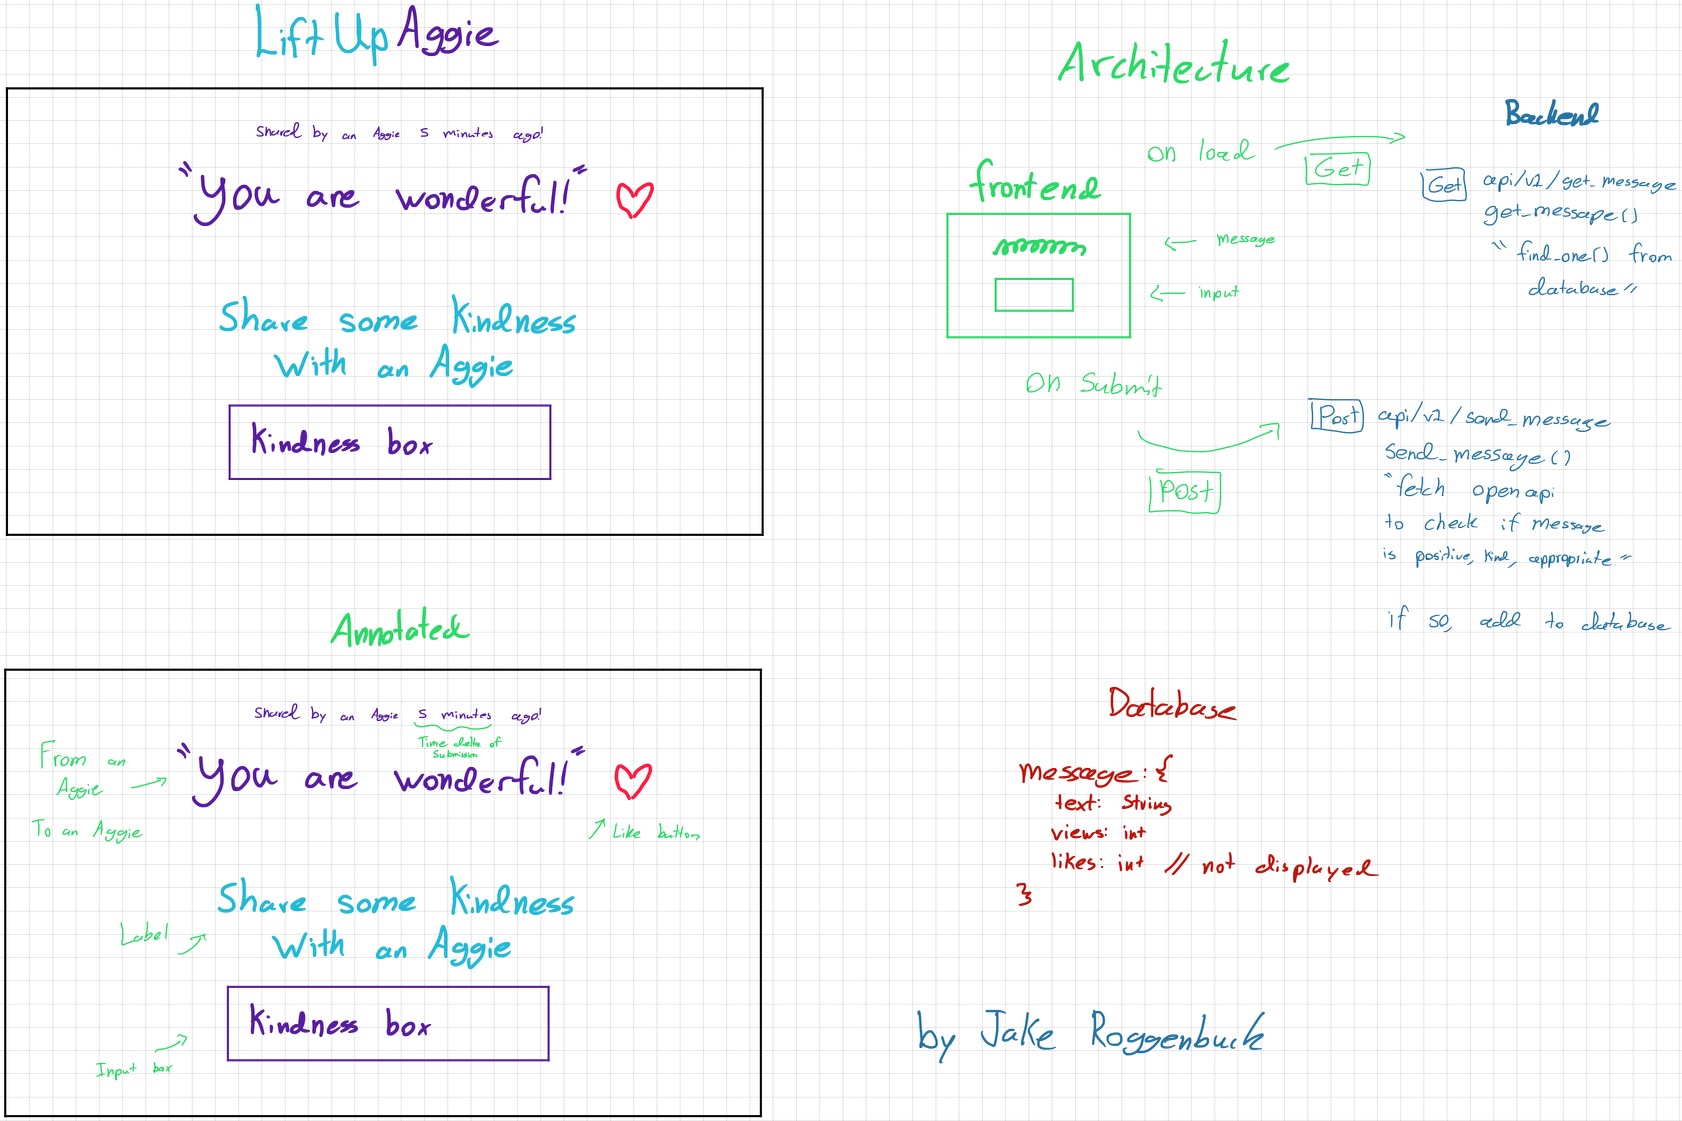 Lift Up Aggie
Shared by an Aggie 5 minutes ago!
"You are wonderful!"
Share some Kindness
With an Aggie
Kindness box
Annotated
Shared by an Aggie 5 minutes ago!
Time delta of
Submission
From an
Aggie
To an Aggie
"You are wonderful!"
Like button
Label
Share some Kindness
With an Aggie
Kindness box
Input box
Architecture
frontend
message
input
On load
Get
On Submit
Post
Backend
Get api/v1/get_message
get_message()
"find_one() from
database"
Post api/v1/send_message
send_message()
"fetch openapi
to check if message
is positive, kind, appropriate"
if so, add to database
Database
message: {
text: String
views: int
likes: int // not displayed
}
by Jake Roggenbuck